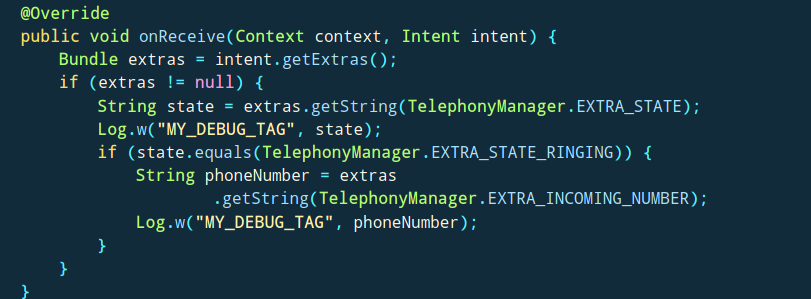 @Override
public void onReceive(Context context, Intent intent) {
Bundle extras = intent.getExtras();
if (extras != null) {
String state = extras.getString(TelephonyManager.EXTRA_STATE);
Log.w("MY_DEBUG_TAG", state);
if (state.equals(TelephonyManager.EXTRA_STATE_RINGING)) {
String phoneNumber = extras
.getString(TelephonyManager.EXTRA_INCOMING_NUMBER);
Log.w("MY_DEBUG_TAG", phoneNumber);
}
}
}